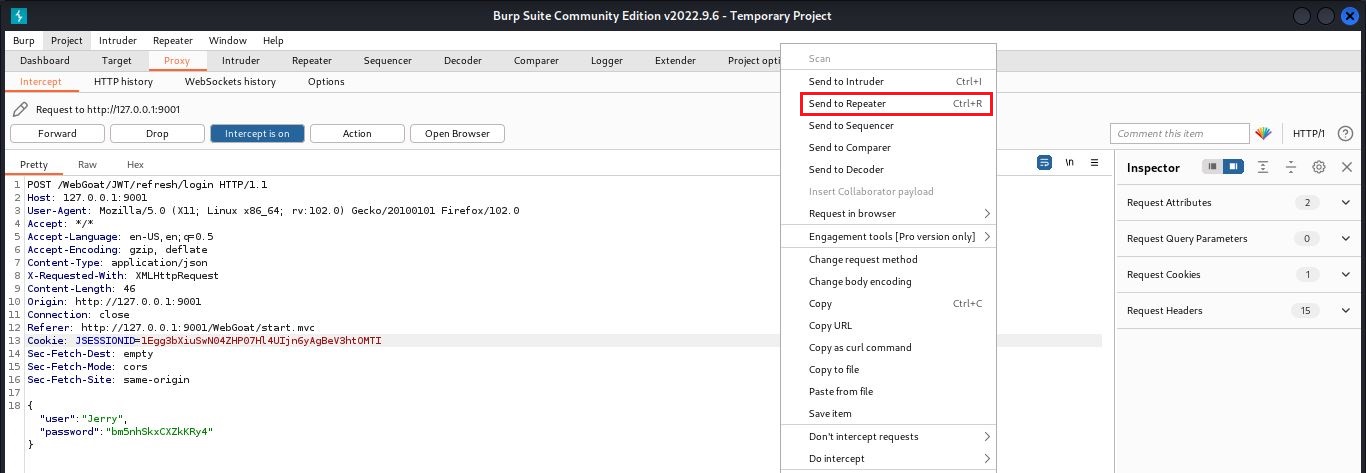 Burp Suite Community Edition v2022.9.6 - Temporary Project
Burp Project Intruder Repeater Window Help
Dashboard Target Proxy Intruder Repeater Sequencer Decoder Comparer Logger Extender Project opti
Intercept HTTP history WebSockets history Options
Request to http://127.0.0.1:9001
Forward Drop Intercept is on Action Open Browser Comment this item HTTP/1 ?
Pretty Raw Hex \n
1 POST /WebGoat/JWT/refresh/login HTTP/1.1
2 Host: 127.0.0.1:9001
3 User-Agent: Mozilla/5.0 (X11; Linux x86_64; rv:102.0) Gecko/20100101 Firefox/102.0
4 Accept: */*
5 Accept-Language: en-US,en;q=0.5
6 Accept-Encoding: gzip, deflate
7 Content-Type: application/json
8 X-Requested-With: XMLHttpRequest
9 Content-Length: 46
10 Origin: http://127.0.0.1:9001
11 Connection: close
12 Referer: http://127.0.0.1:9001/WebGoat/start.mvc
13 Cookie: JSESSIONID=1Egg3bXiuSwN04ZHP07Hl4UIjn6yAgBeV3htOMTI
14 Sec-Fetch-Dest: empty
15 Sec-Fetch-Mode: cors
16 Sec-Fetch-Site: same-origin
17
18 {
"user":"Jerry",
"password":"bm5nhSkxCXZkKRy4"
}
Scan
Send to Intruder Ctrl+I
Send to Repeater Ctrl+R
Send to Sequencer
Send to Comparer
Send to Decoder
Insert Collaborator payload
Request in browser
Engagement tools [Pro version only]
Change request method
Change body encoding
Copy Ctrl+C
Copy URL
Copy as curl command
Copy to file
Paste from file
Save item
Don't intercept requests
Do intercept
Inspector
Request Attributes 2
Request Query Parameters 0
Request Cookies 1
Request Headers 15